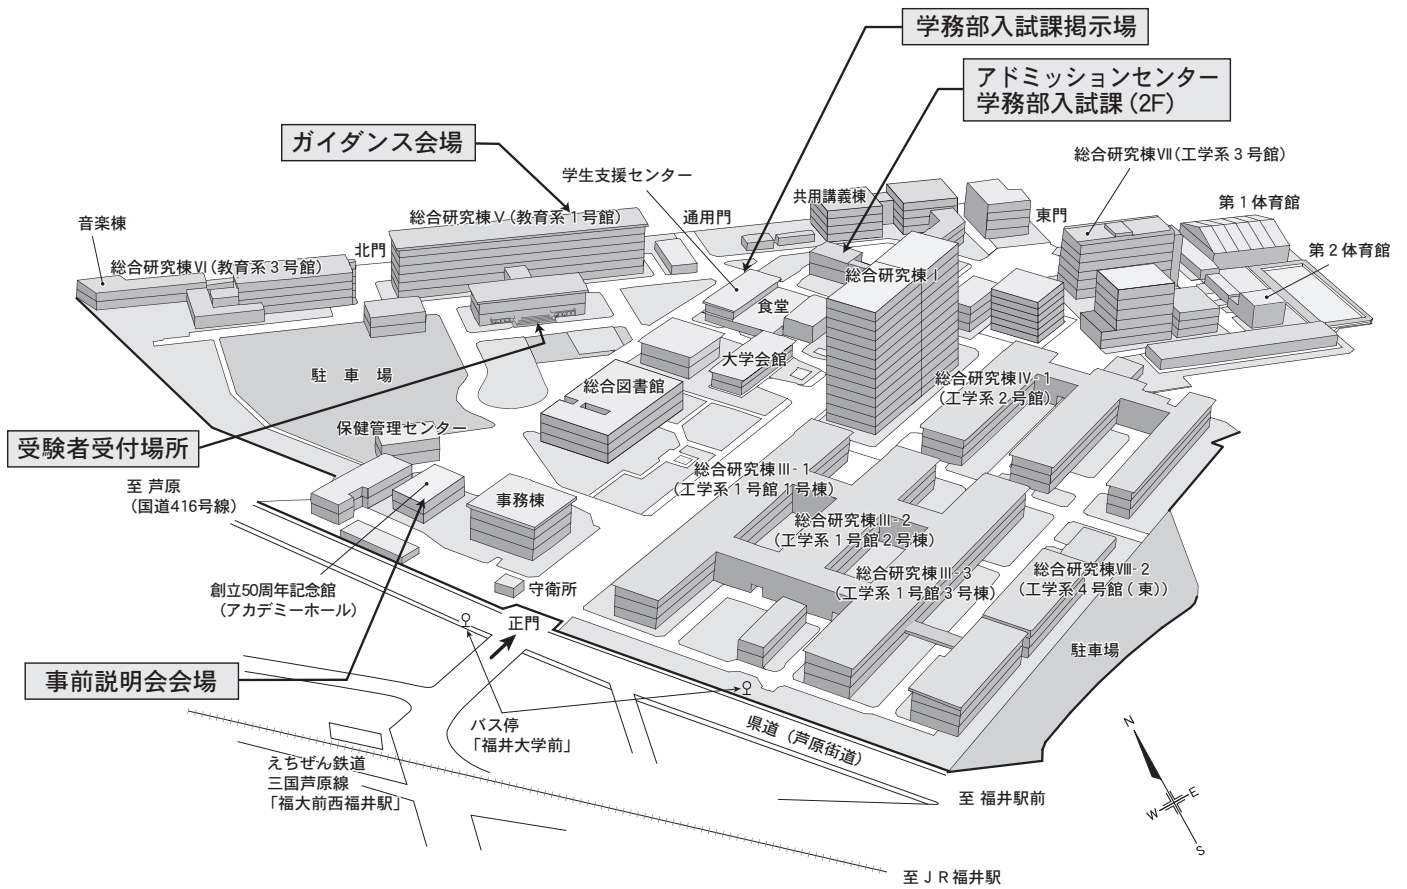 学務部入試課掲示場
アドミッションセンター
学務部入試課（2F）
ガイダンス会場
総合研究棟Ⅶ（工学系３号館）
学生支援センター
共用講義棟
第１体育館
東門
通用門
総合研究棟Ⅴ（教育系１号館）
音楽棟
北門
第２体育館
総合研究棟Ⅵ（教育系３号館）
総合研究棟Ⅰ
食堂
大学会館
駐　車　場
総合図書館
総合研究棟Ⅳ-１
（工学系２号館）
保健管理センター
受験者受付場所
総合研究棟Ⅲ-１
（工学系１号館１号棟）
至 芦原
（国道416号線）
事務棟
総合研究棟Ⅲ-２
（工学系１号館２号棟）
総合研究棟Ⅲ-３
（工学系１号館３号棟）
総合研究棟Ⅷ-２
（工学系４号館（東））
創立50周年記念館
（アカデミーホール）
守衛所
正門
駐車場
事前説明会会場
バス停
「福井大学前」
県道（芦原街道）
えちぜん鉄道
三国芦原線
「福大前西福井駅」
至 福井駅前
N
E
W
S
至ＪＲ福井駅